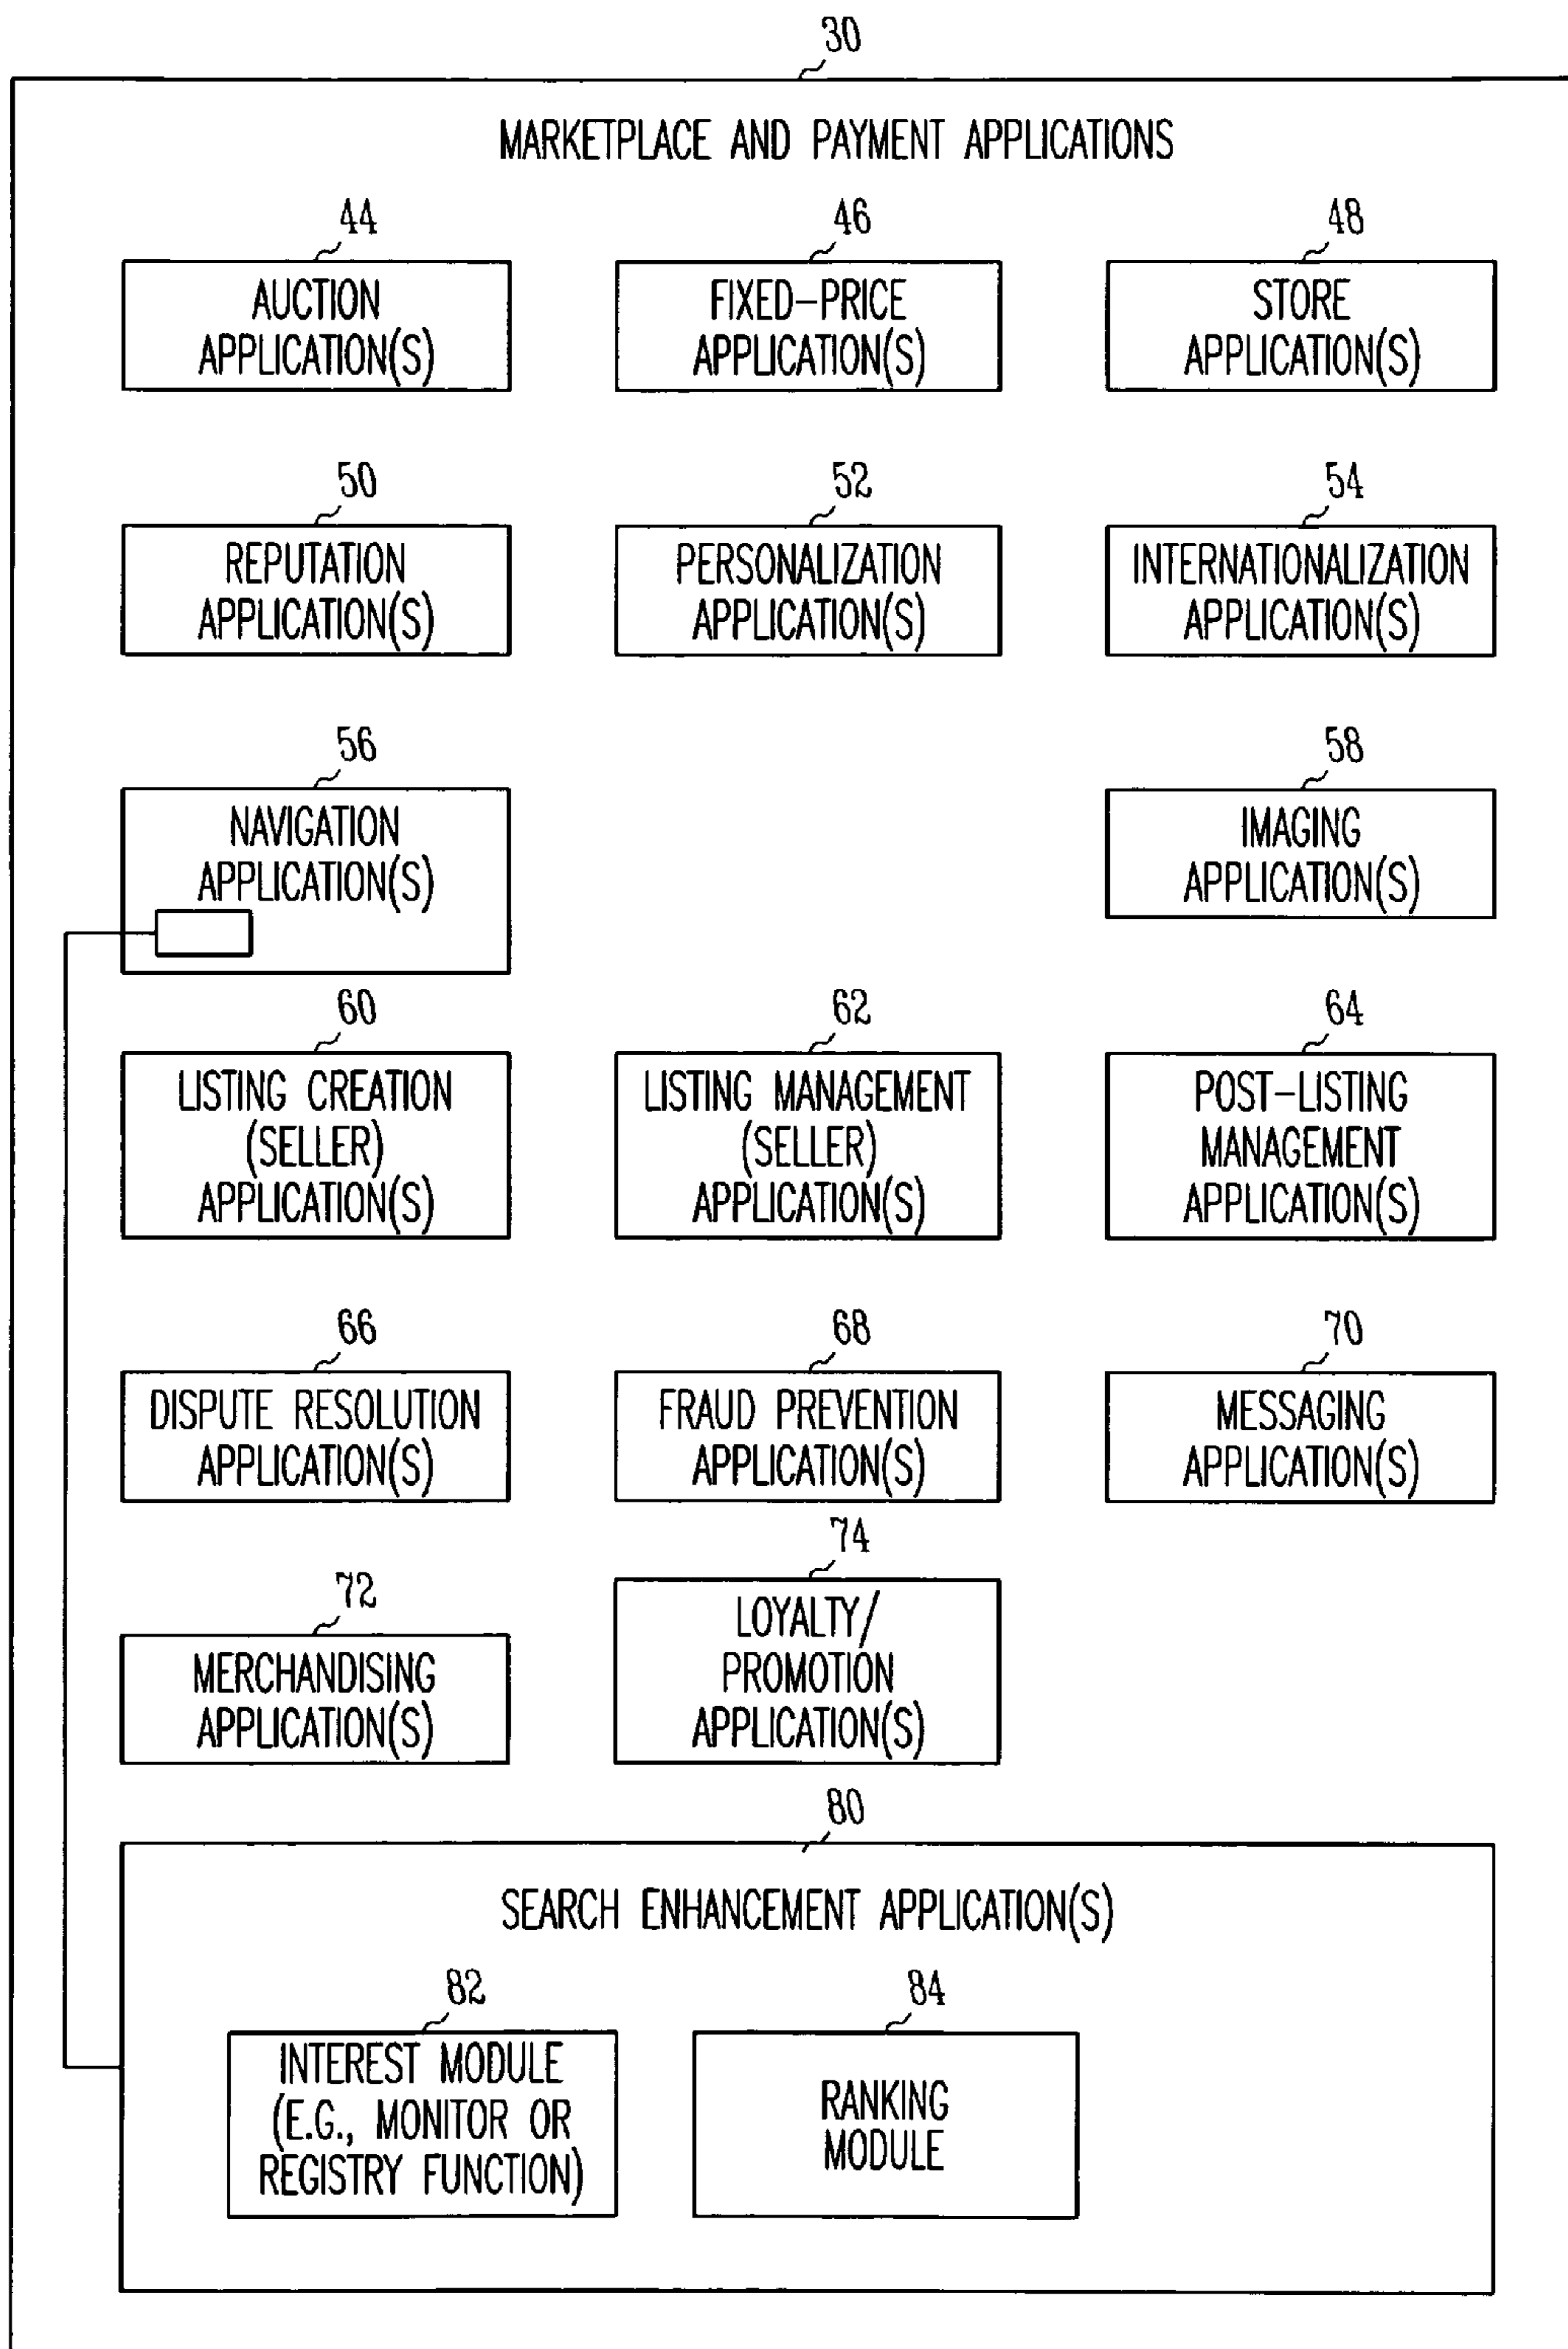 30
MARKETPLACE AND PAYMENT APPLICATIONS
44
AUCTION
APPLICATION(S)
46
FIXED-PRICE
APPLICATION(S)
48
STORE
APPLICATION(S)
50
REPUTATION
APPLICATION(S)
52
PERSONALIZATION
APPLICATION(S)
54
INTERNATIONALIZATION
APPLICATION(S)
56
NAVIGATION
APPLICATION(S)
58
IMAGING
APPLICATION(S)
60
LISTING CREATION
(SELLER)
APPLICATION(S)
62
LISTING MANAGEMENT
(SELLER)
APPLICATION(S)
64
POST-LISTING
MANAGEMENT
APPLICATION(S)
66
DISPUTE RESOLUTION
APPLICATION(S)
68
FRAUD PREVENTION
APPLICATION(S)
70
MESSAGING
APPLICATION(S)
72
MERCHANDISING
APPLICATION(S)
74
LOYALTY/
PROMOTION
APPLICATION(S)
80
SEARCH ENHANCEMENT APPLICATION(S)
82
INTEREST MODULE
(E.G., MONITOR OR
REGISTRY FUNCTION)
84
RANKING
MODULE